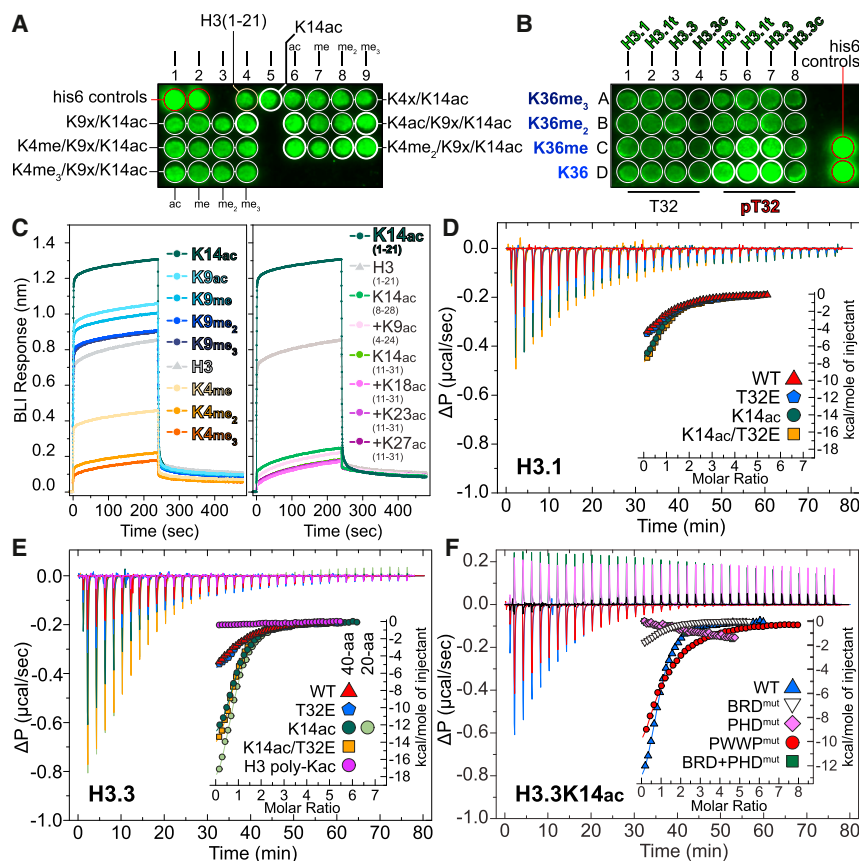 A
H3(1-21)
K14ac
ac me me2 me3
1 2 3 4 5 6 7 8 9
his6 controls
K9x/K14ac
K4me/K9x/K14ac
K4me3/K9x/K14ac
K4x/K14ac
K4ac/K9x/K14ac
K4me2/K9x/K14ac
ac me me2 me3
B
H3.1 H3.1t H3.3 H3.3c H3.1 H3.1t H3.3 H3.3c
1 2 3 4 5 6 7 8
his6 controls
K36me3 A
K36me2 B
K36me C
K36 D
T32 pT32
C
BLI Response (nm)
1.40
1.20
1.0
0.8
0.6
0.4
0.2
0.0
K14ac
K9ac
K9me
K9me2
K9me3
H3
K4me
K4me2
K4me3
0 100 200 300 400
Time (sec)
K14ac
(1-21)
H3
(1-21)
K14ac
(8-28)
+K9ac
(4-24)
K14ac
(11-31)
+K18ac
(11-31)
+K23ac
(11-31)
+K27ac
(11-31)
0 100 200 300 400
Time (sec)
D
ΔP (μcal/sec)
0.0
-0.2
-0.4
-0.6
-0.8
-1.0
WT
T32E
K14ac
K14ac/T32E
0
-2
-4
-6
-8
-10
-12
-14
-16
kcal/mole of injectant
0 1 2 3 4 5 6 7
Molar Ratio
H3.1
0 10 20 30 40 50 60 70 80
Time (min)
E
ΔP (μcal/sec)
0.0
-0.2
-0.4
-0.6
-0.8
-1.0
40-aa
20-aa
WT
T32E
K14ac
K14ac/T32E
H3 poly-Kac
0
-2
-4
-6
-8
-10
-12
-14
-16
-18
kcal/mole of injectant
0 1 2 3 4 5 6 7
Molar Ratio
H3.3
0 10 20 30 40 50 60 70 80
Time (min)
F
ΔP (μcal/sec)
0.2
0.0
-0.2
-0.4
-0.6
-0.8
-1.0
WT
BRDmut
PHDmut
PWWPmut
BRD+PHDmut
0
-2
-4
-6
-8
-10
-12
kcal/mole of injectant
0 1 2 3 4 5 6 7 8
Molar Ratio
H3.3K14ac
0 10 20 30 40 50 60 70 80
Time (min)